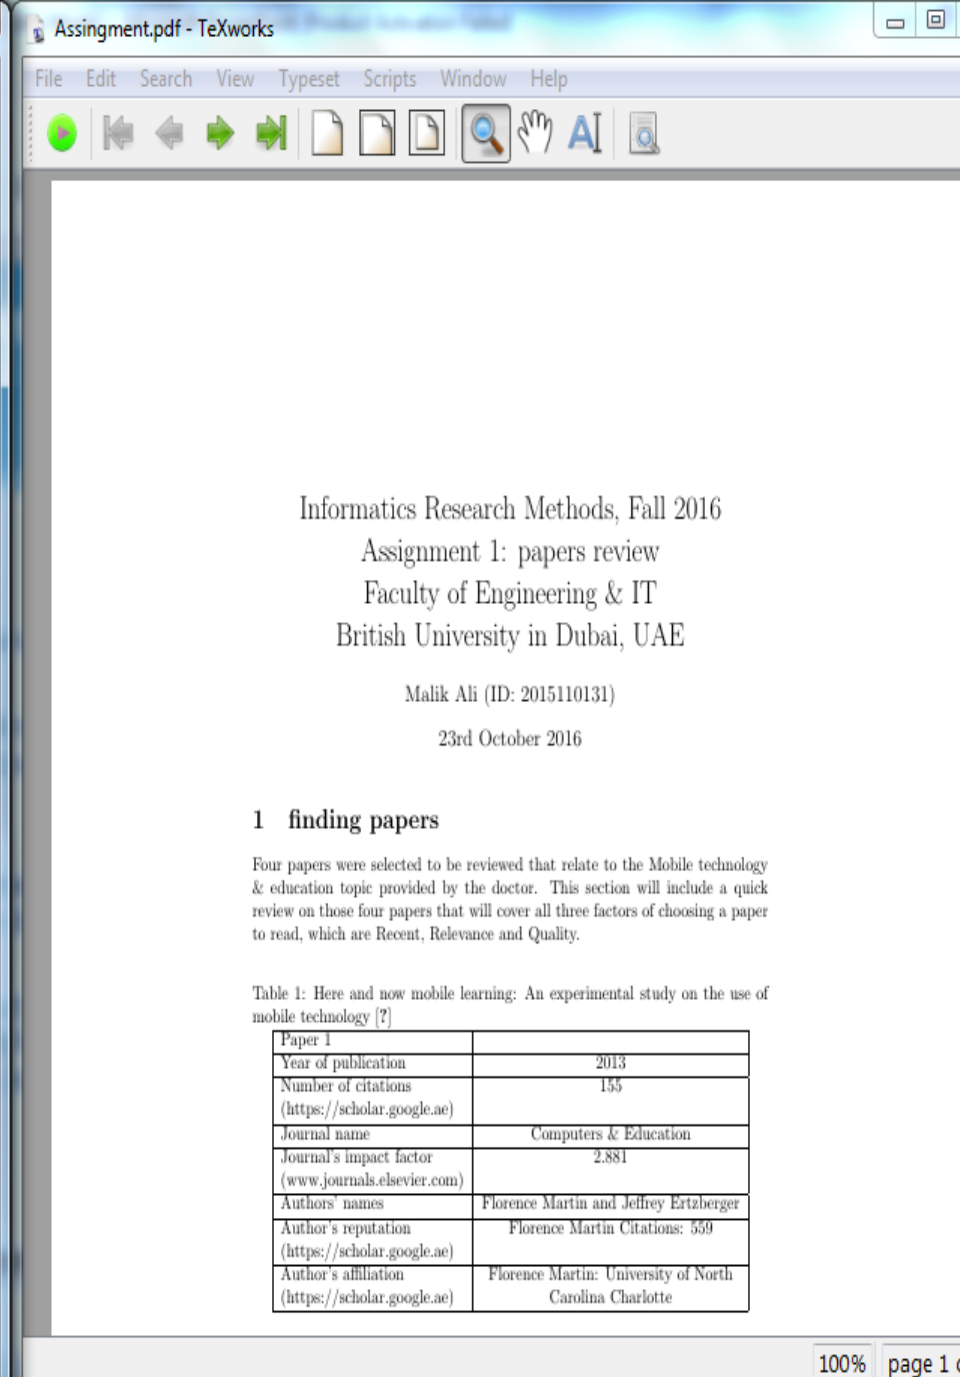 Assingment.pdf - TeXworks
File Edit Search View Typeset Scripts Window Help
Informatics Research Methods, Fall 2016
Assignment 1: papers review
Faculty of Engineering & IT
British University in Dubai, UAE
Malik Ali (ID: 2015110131)
23rd October 2016
1 finding papers
Four papers were selected to be reviewed that relate to the Mobile technology
& education topic provided by the doctor. This section will include a quick
review on those four papers that will cover all three factors of choosing a paper
to read, which are Recent, Relevance and Quality.
Table 1: Here and now mobile learning: An experimental study on the use of
mobile technology [?]
Paper 1
Year of publication 2013
Number of citations 155
(https://scholar.google.ae)
Journal name Computers & Education
Journal's impact factor 2.881
(www.journals.elsevier.com)
Authors' names Florence Martin and Jeffrey Ertzberger
Author's reputation Florence Martin Citations: 559
(https://scholar.google.ae)
Author's affiliation Florence Martin: University of North
(https://scholar.google.ae) Carolina Charlotte
100% page 1